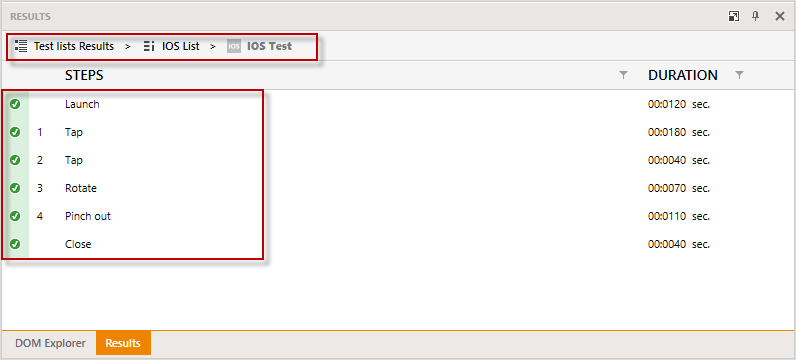 RESULTS
Test lists Results > IOS List > iOS IOS Test
STEPS DURATION
Launch 00:0120 sec.
1 Tap 00:0180 sec.
2 Tap 00:0040 sec.
3 Rotate 00:0070 sec.
4 Pinch out 00:0110 sec.
Close 00:0040 sec.
DOM Explorer Results